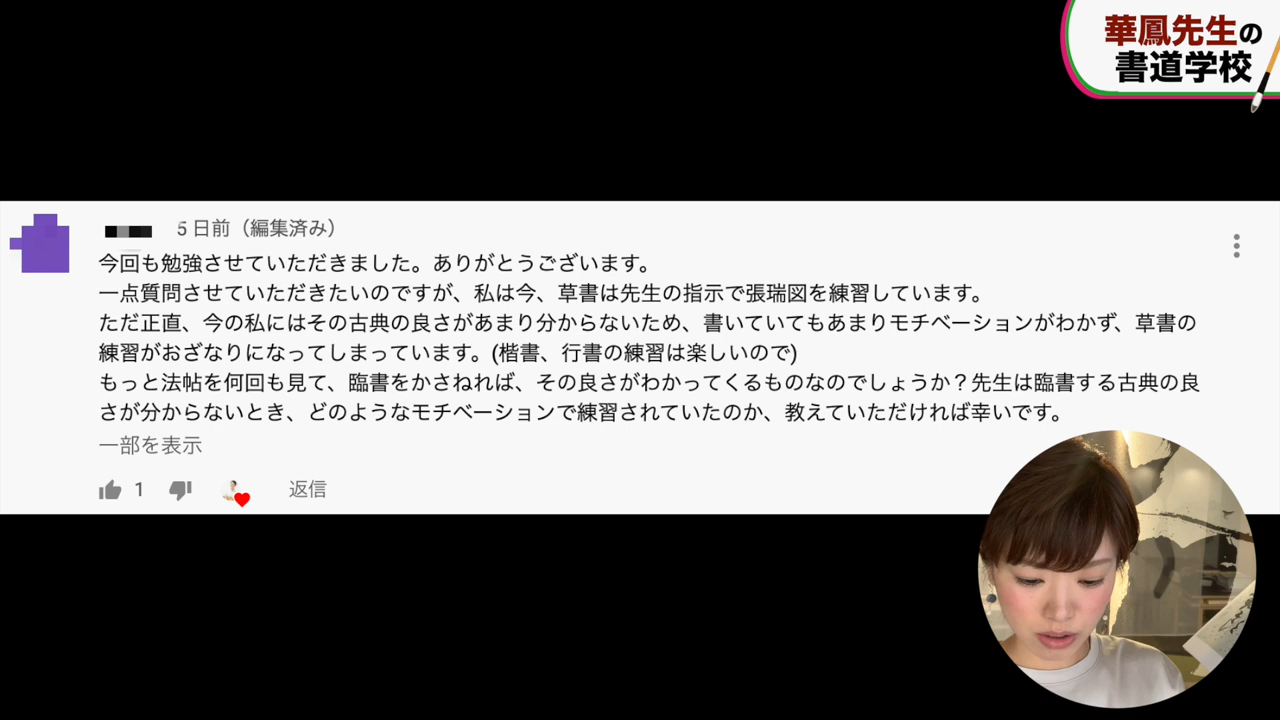 華鳳先生の
書道学校
5 日前（編集済み）
今回も勉強させていただきました。ありがとうございます。
一点質問させていただきたいのですが、私は今、草書は先生の指示で張瑞図を練習しています。
ただ正直、今の私にはその古典の良さがあまり分からないため、書いていてもあまりモチベーションがわかず、草書の
練習がおざなりになってしまっています。(楷書、行書の練習は楽しいので)
もっと法帖を何回も見て、臨書をかさねれば、その良さがわかってくるものなのでしょうか？先生は臨書する古典の良
さが分からないとき、どのようなモチベーションで練習されていたのか、教えていただければ幸いです。
一部を表示
1
返信